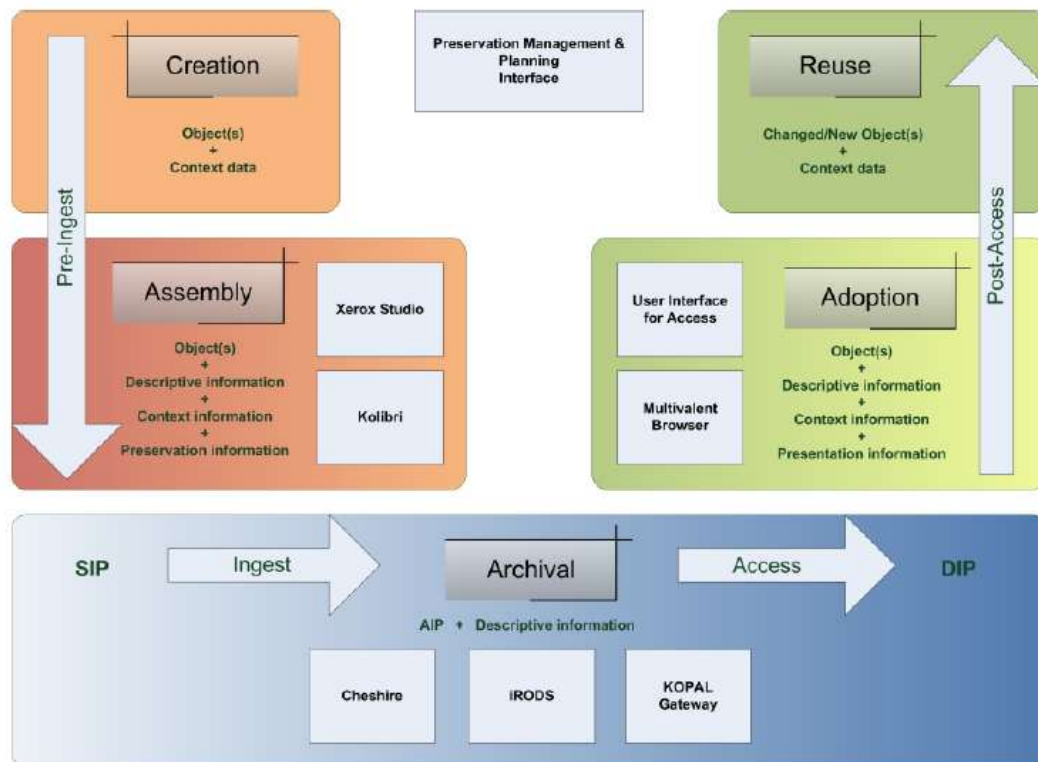 Creation
Object(s)
+
Context data
Pre-Ingest
Preservation Management &
Planning
Interface
Reuse
Changed/New Object(s)
+
Context data
Post-Access
Assembly
Object(s)
+
Descriptive information
+
Context information
+
Preservation information
Xerox Studio
Kolibri
User Interface
for Access
Multivalent
Browser
Adoption
Object(s)
+
Descriptive information
+
Context information
+
Presentation information
SIP
Ingest
Archival
Access
DIP
AIP + Descriptive information
Cheshire
iRODS
KOPAL
Gateway